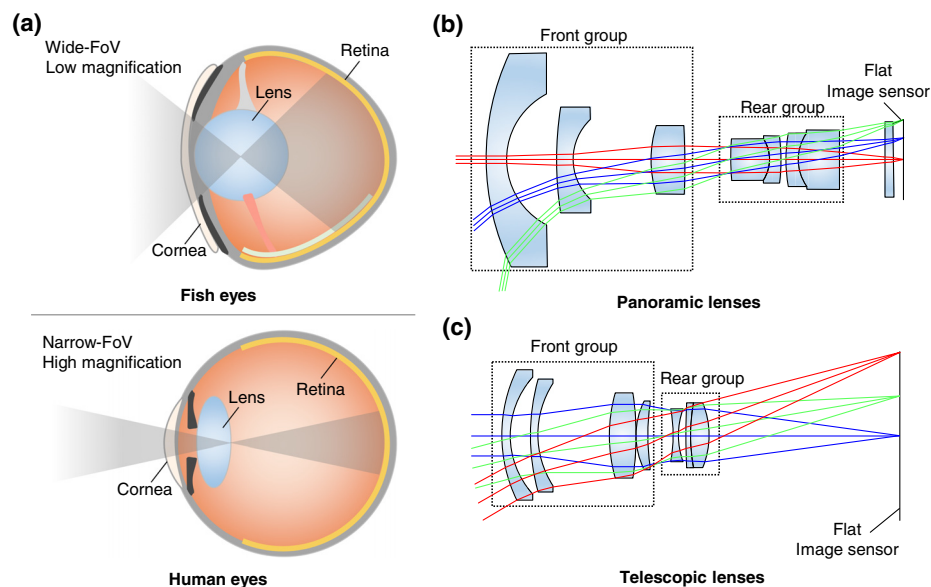 (a)
Wide-FoV
Low magnification
Retina
Lens
Cornea
Fish eyes
Narrow-FoV
High magnification
Retina
Lens
Cornea
Human eyes
(b)
Front group
Flat
Image sensor
Rear group
Panoramic lenses
(c)
Front group
Rear group
Flat
Image sensor
Telescopic lenses